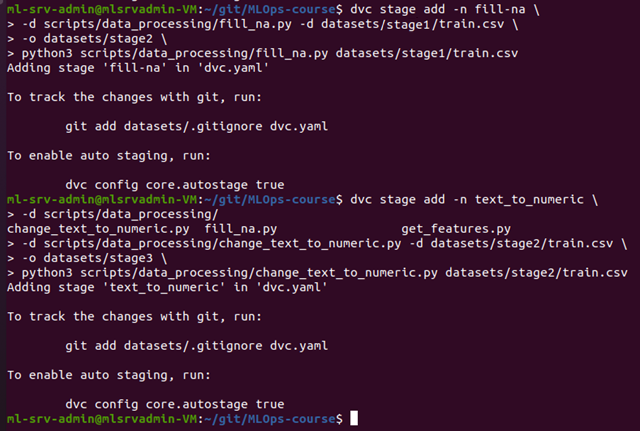 ml-srv-admin@mlsrvadmin-VM:~/git/MLOps-course$ dvc stage add -n fill-na \
> -d scripts/data_processing/fill_na.py -d datasets/stage1/train.csv \
> -o datasets/stage2 \
> python3 scripts/data_processing/fill_na.py datasets/stage1/train.csv
Adding stage 'fill-na' in 'dvc.yaml'
To track the changes with git, run:
git add datasets/.gitignore dvc.yaml
To enable auto staging, run:
dvc config core.autostage true
ml-srv-admin@mlsrvadmin-VM:~/git/MLOps-course$ dvc stage add -n text_to_numeric \
> -d scripts/data_processing/
change_text_to_numeric.py fill_na.py get_features.py
> -d scripts/data_processing/change_text_to_numeric.py -d datasets/stage2/train.csv \
> -o datasets/stage3 \
> python3 scripts/data_processing/change_text_to_numeric.py datasets/stage2/train.csv
Adding stage 'text_to_numeric' in 'dvc.yaml'
To track the changes with git, run:
git add datasets/.gitignore dvc.yaml
To enable auto staging, run:
dvc config core.autostage true
ml-srv-admin@mlsrvadmin-VM:~/git/MLOps-course$